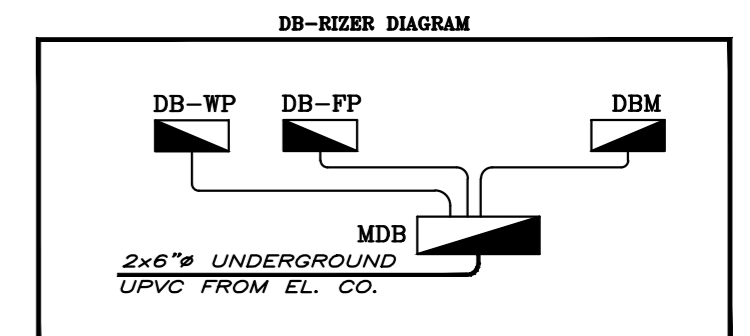 DB-RIZER DIAGRAM
DB-WP DB-FP DBM
MDB
2x6"ø UNDERGROUND
UPVC FROM EL. CO.